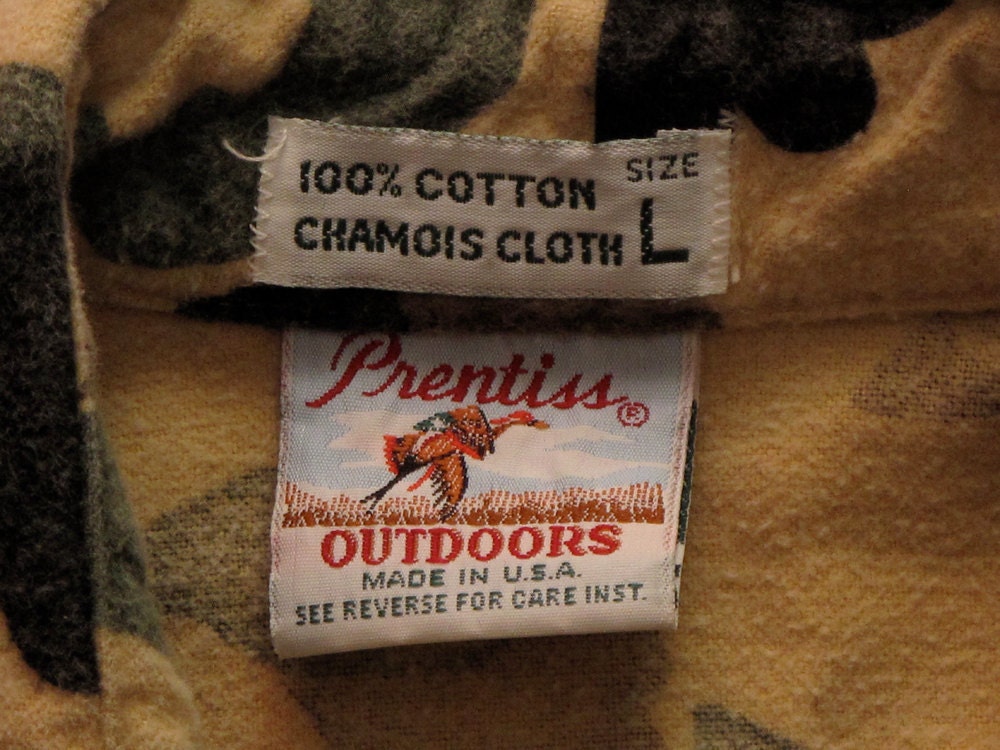 100% COTTON SIZE
CHAMOIS CLOTH L
Prentiss®
OUTDOORS
MADE IN U.S.A.
SEE REVERSE FOR CARE INST.